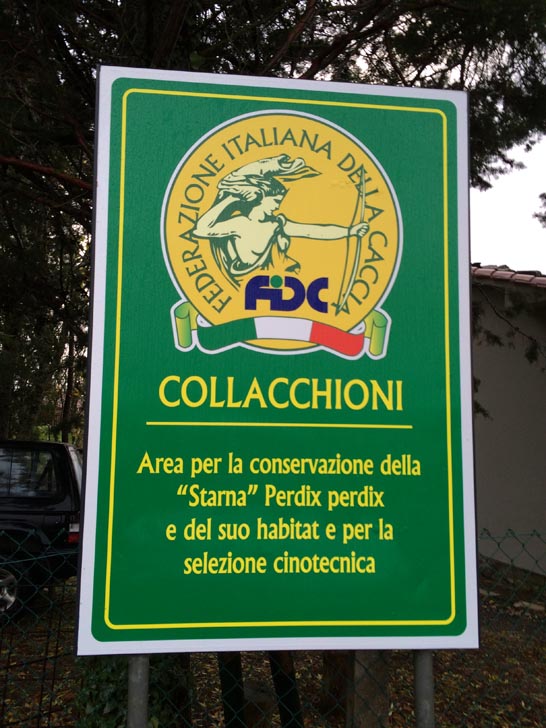 FEDERAZIONE ITALIANA DELLA CACCIA
FIDC
COLLACCHIONI
Area per la conservazione della
“Starna” Perdix perdix
e del suo habitat e per la
selezione cinotecnica